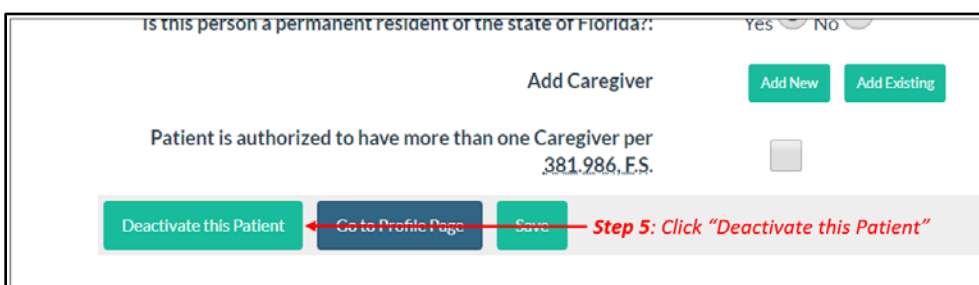 Is this person a permanent resident of the state of Florida?: Yes No
Add Caregiver Add New Add Existing
Patient is authorized to have more than one Caregiver per
381.986, F.S.
Deactivate this Patient Go to Profile Page Save Step 5: Click “Deactivate this Patient”